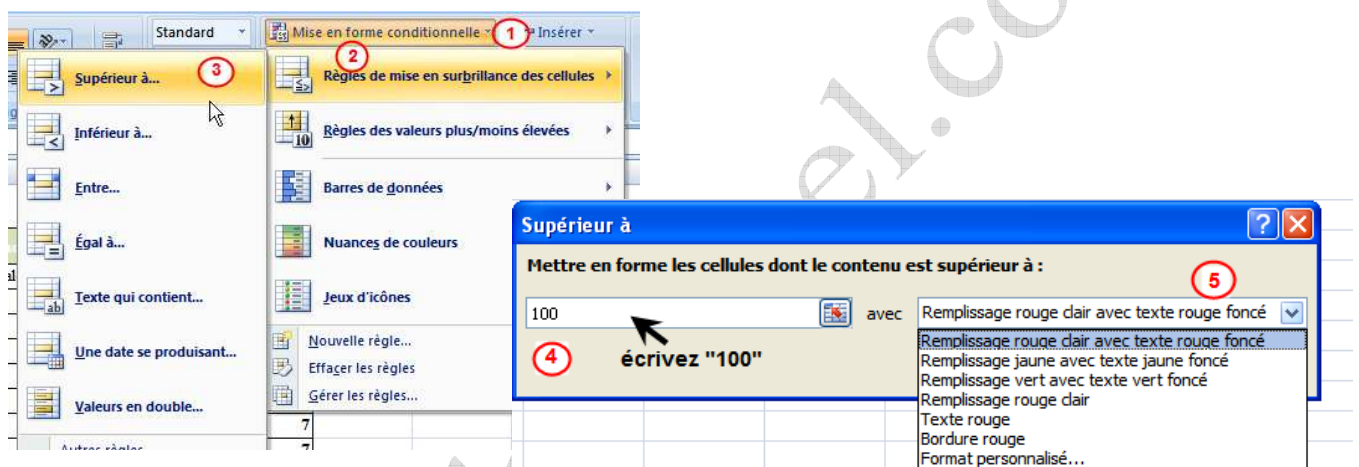 Standard
Mise en forme conditionnelle
1
Insérer
3
Supérieur à...
Inférieur à...
Entre...
Égal à...
Texte qui contient...
Une date se produisant...
Valeurs en double...
Autres règles
2
Règles de mise en surbrillance des cellules
Règles des valeurs plus/moins élevées
Barres de données
Nuances de couleurs
Jeux d'icônes
Nouvelle règle...
Effacer les règles
Gérer les règles...
7
7
Supérieur à
Mettre en forme les cellules dont le contenu est supérieur à :
5
100
avec
Remplissage rouge clair avec texte rouge foncé
4
écrivez "100"
Remplissage rouge clair avec texte rouge foncé
Remplissage jaune avec texte jaune foncé
Remplissage vert avec texte vert foncé
Remplissage rouge clair
Texte rouge
Bordure rouge
Format personnalisé...